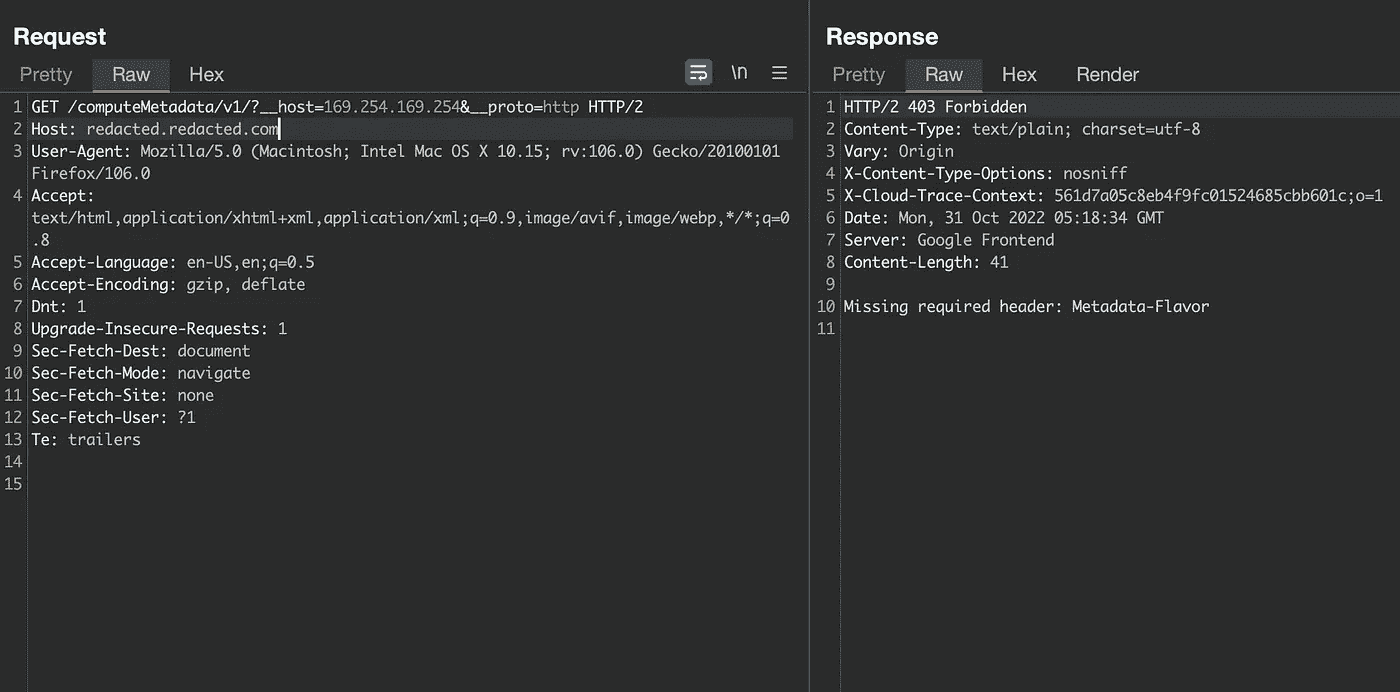 Request
Pretty Raw Hex \n
1 GET /computeMetadata/v1/?__host=169.254.169.254&__proto=http HTTP/2
2 Host: redacted.redacted.com
3 User-Agent: Mozilla/5.0 (Macintosh; Intel Mac OS X 10.15; rv:106.0) Gecko/20100101
Firefox/106.0
4 Accept:
text/html,application/xhtml+xml,application/xml;q=0.9,image/avif,image/webp,*/*;q=0
.8
5 Accept-Language: en-US,en;q=0.5
6 Accept-Encoding: gzip, deflate
7 Dnt: 1
8 Upgrade-Insecure-Requests: 1
9 Sec-Fetch-Dest: document
10 Sec-Fetch-Mode: navigate
11 Sec-Fetch-Site: none
12 Sec-Fetch-User: ?1
13 Te: trailers
14
15
Response
Pretty Raw Hex Render
1 HTTP/2 403 Forbidden
2 Content-Type: text/plain; charset=utf-8
3 Vary: Origin
4 X-Content-Type-Options: nosniff
5 X-Cloud-Trace-Context: 561d7a05c8eb4f9fc01524685cbb601c;o=1
6 Date: Mon, 31 Oct 2022 05:18:34 GMT
7 Server: Google Frontend
8 Content-Length: 41
9
10 Missing required header: Metadata-Flavor
11